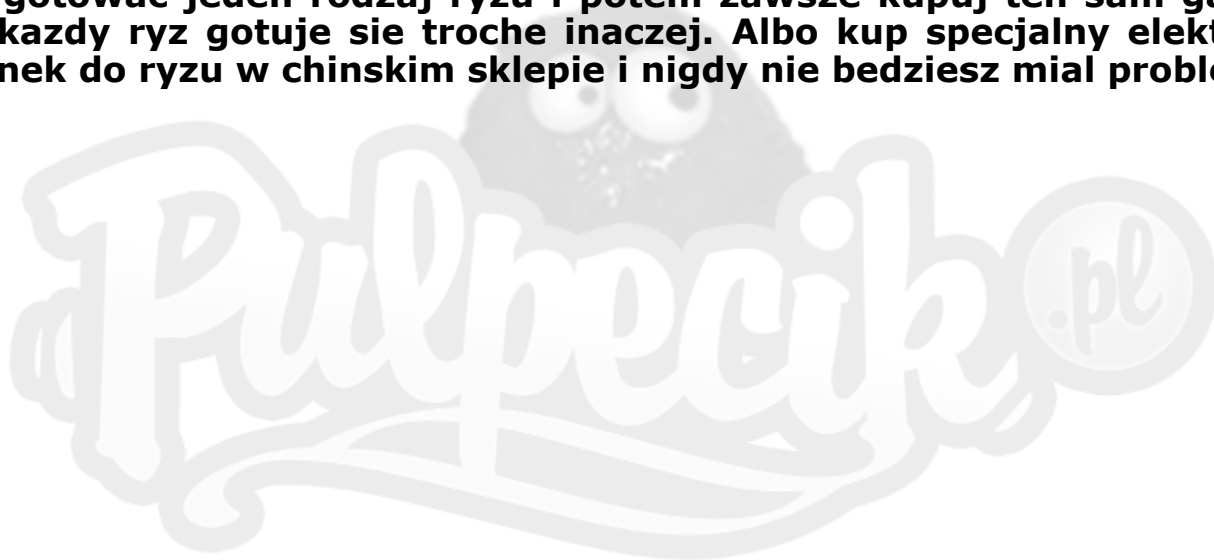 gotowac jeden rodzaj ryzu i potem zawsze kupuj ten sam
kazdy ryz gotuje sie troche inaczej. Albo kup specjalny
do ryzu w chinskim sklepie i nigdy nie bedziesz mial
Pulpecik .pl